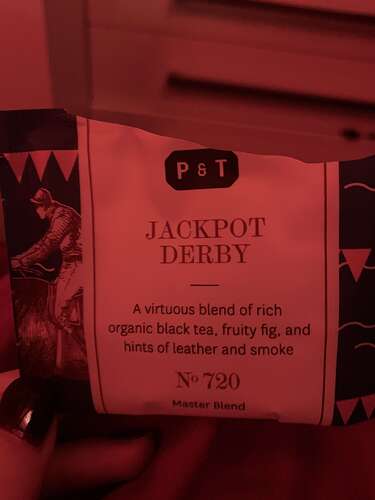 P & T
JACKPOT
DERBY
A virtuous blend of rich
organic black tea, fruity fig, and
hints of leather and smoke
Nº 720
Master Blend